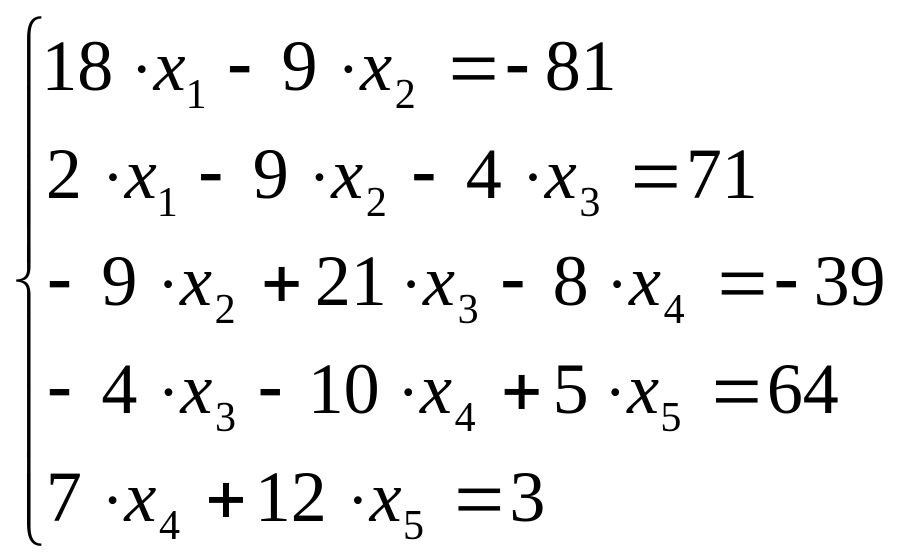 18 · x₁ - 9 · x₂ = - 81
2 · x₁ - 9 · x₂ - 4 · x₃ = 71
- 9 · x₂ + 21 · x₃ - 8 · x₄ = - 39
- 4 · x₃ - 10 · x₄ + 5 · x₅ = 64
7 · x₄ + 12 · x₅ = 3